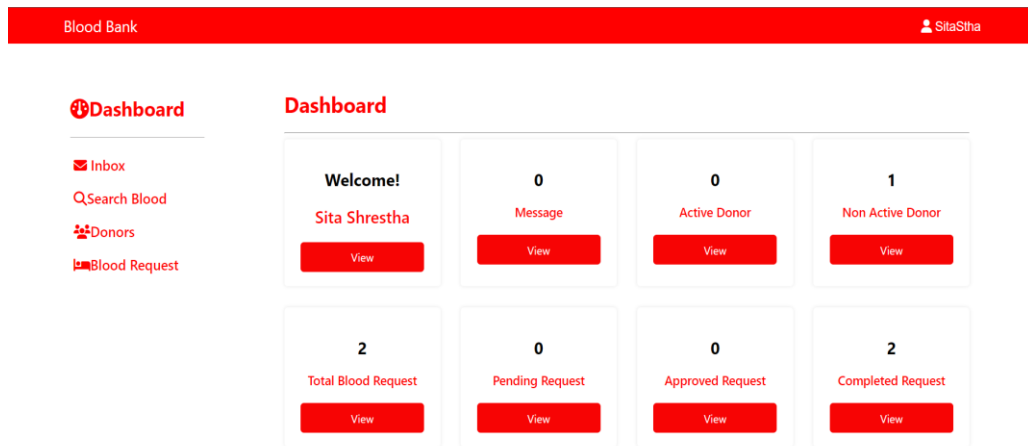 Blood Bank
SitaStha
Dashboard
Inbox
Search Blood
Donors
Blood Request
Dashboard
Welcome!
Sita Shrestha
View
0
Message
View
0
Active Donor
View
1
Non Active Donor
View
2
Total Blood Request
View
0
Pending Request
View
0
Approved Request
View
2
Completed Request
View